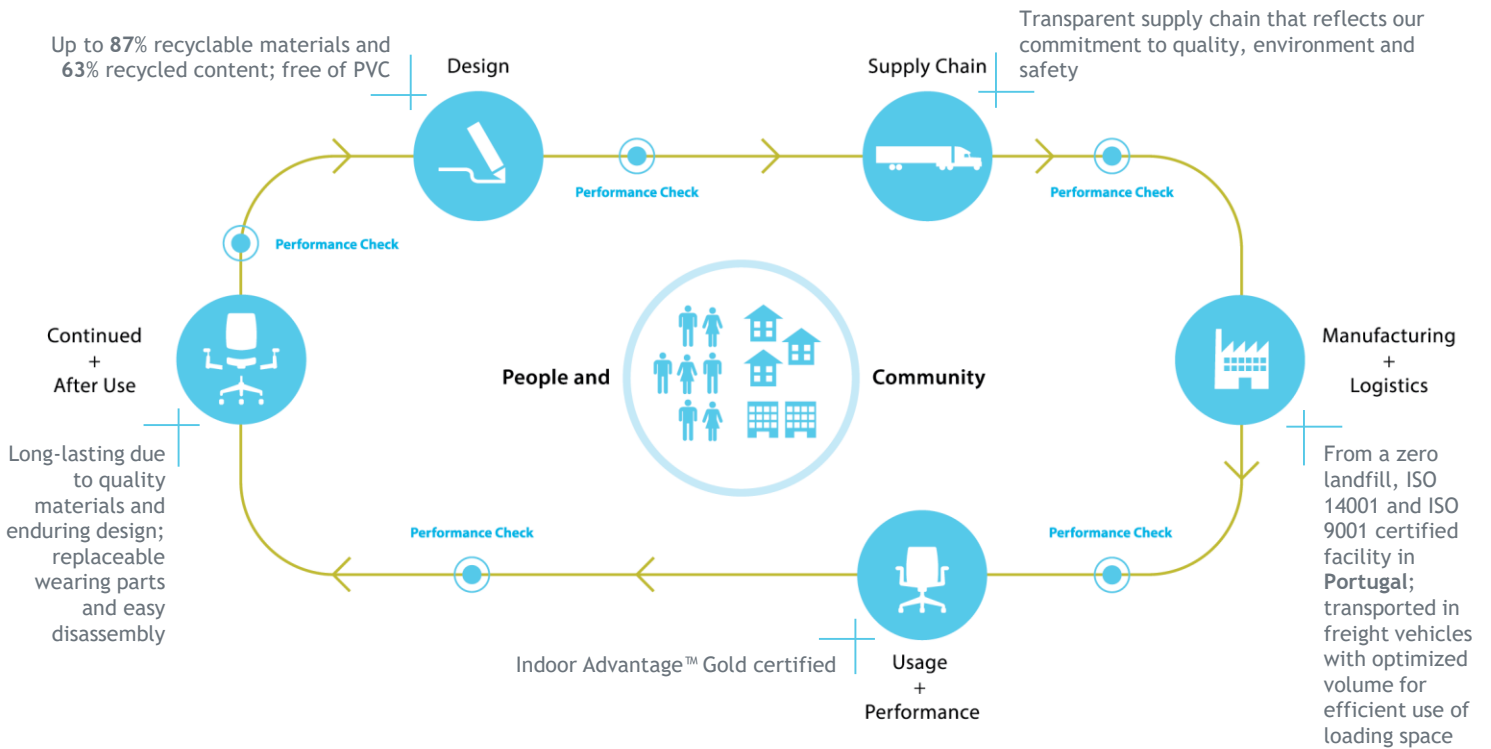 Up to 87% recyclable materials and
63% recycled content; free of PVC
Design
Supply Chain
Transparent supply chain that reflects our
commitment to quality, environment and
safety
Performance Check
Performance Check
Performance Check
Continued
+
After Use
People and
Community
Manufacturing
+
Logistics
Long-lasting due
to quality
materials and
enduring design;
replaceable
wearing parts
and easy
disassembly
From a zero
landfill, ISO
14001 and ISO
9001 certified
facility in
Portugal;
transported in
freight vehicles
with optimized
volume for
efficient use of
loading space
Performance Check
Performance Check
Indoor Advantage™ Gold certified
Usage
+
Performance